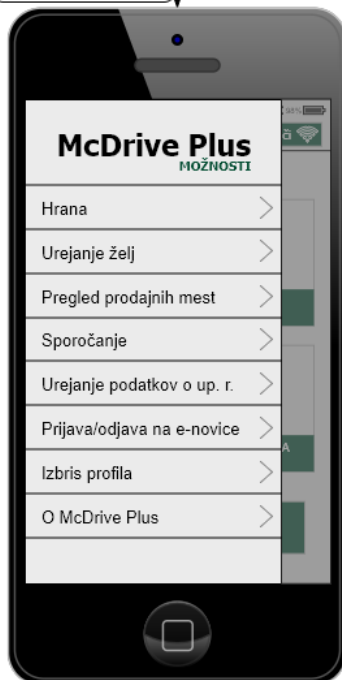 98%
McDrive Plus
MOŽNOSTI
Hrana
Urejanje želj
Pregled prodajnih mest
Sporočanje
Urejanje podatkov o up. r.
Prijava/odjava na e-novice
Izbris profila
O McDrive Plus